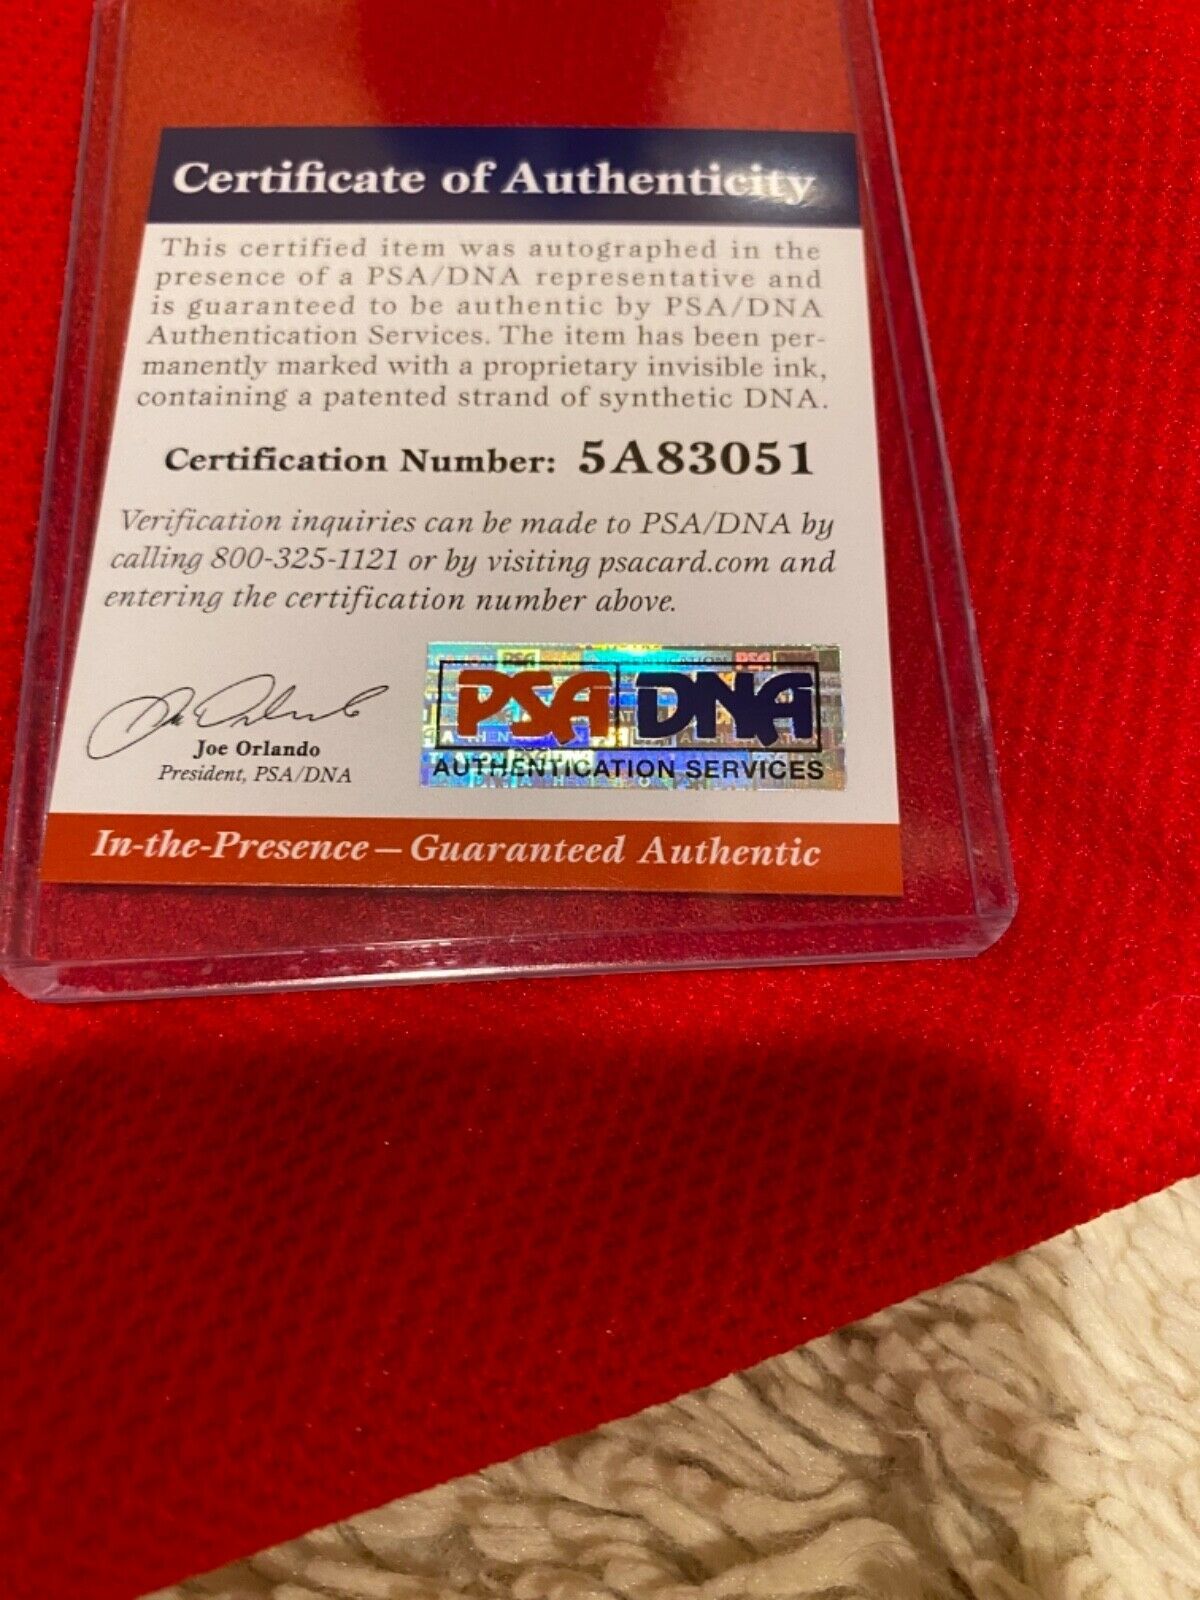 Certificate of Authenticity
This certified item was autographed in the
presence of a PSA/DNA representative and
is guaranteed to be authentic by PSA/DNA
Authentication Services. The item has been per-
manently marked with a proprietary invisible ink,
containing a patented strand of synthetic DNA.
Certification Number: 5A83051
Verification inquiries can be made to PSA/DNA by
calling 800-325-1121 or by visiting psacard.com and
entering the certification number above.
Joe Orlando
President, PSA/DNA
PSA DNA
AUTHENTICATION SERVICES
In-the-Presence — Guaranteed Authentic